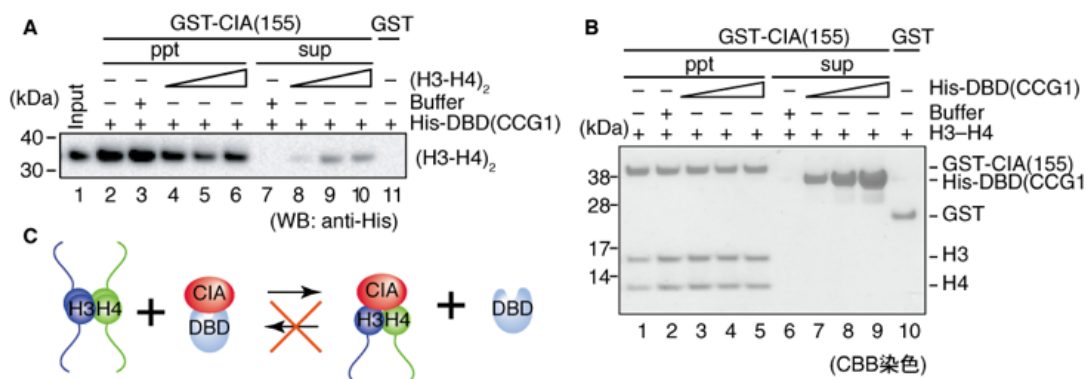 A
GST-CIA(155) GST
ppt sup
(kDa) Input – – – – – (H3-H4)₂
+ + Buffer
+ + + + + + + + + + His-DBD(CCG1)
40
30
(H3-H4)₂
1 2 3 4 5 6 7 8 9 10 11
(WB: anti-His)
B
GST-CIA(155) GST
ppt sup
– – – – His-DBD(CCG1)
+ + Buffer
(kDa) + + + + + + + + + + H3–H4
38
28
17
14
GST-CIA(155)
His-DBD(CCG1
GST
H3
H4
1 2 3 4 5 6 7 8 9 10
(CBB染色)
C
H3 H4 + CIA DBD CIA H3 H4 + DBD